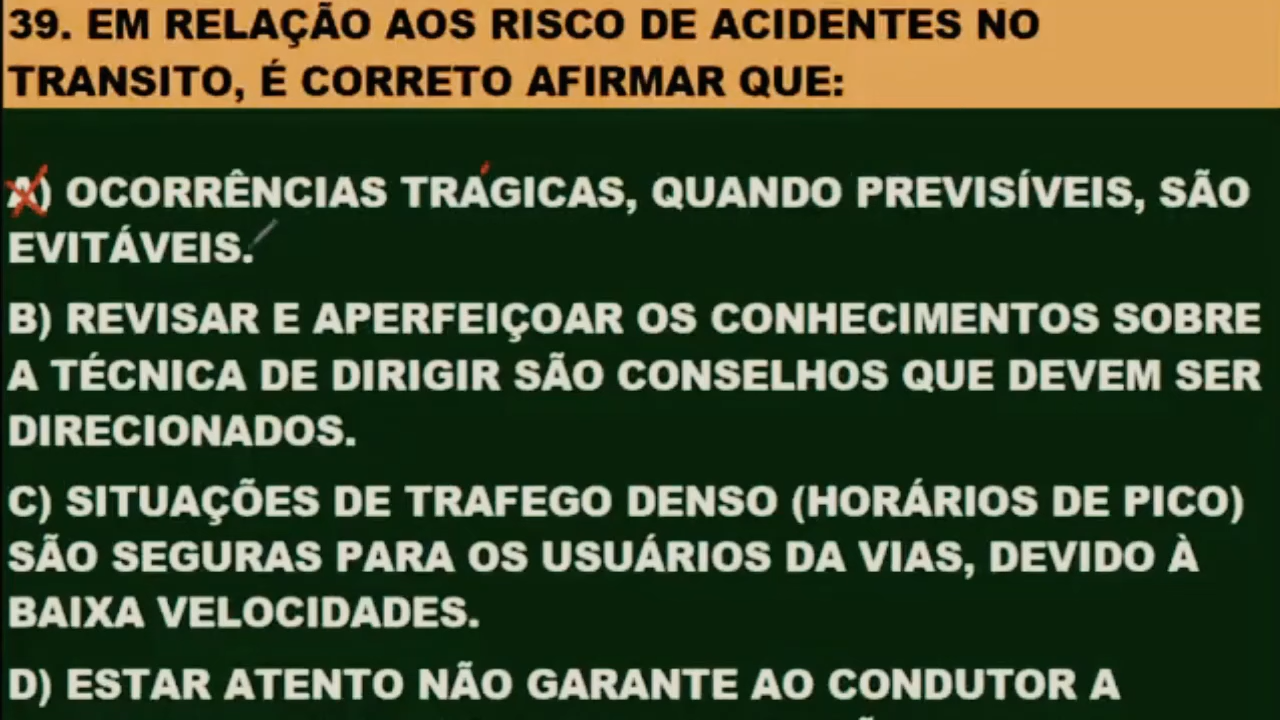 39. EM RELAÇÃO AOS RISCO DE ACIDENTES NO
TRANSITO, É CORRETO AFIRMAR QUE:
A) OCORRÊNCIAS TRÁGICAS, QUANDO PREVISÍVEIS, SÃO
EVITÁVEIS.
B) REVISAR E APERFEIÇOAR OS CONHECIMENTOS SOBRE
A TÉCNICA DE DIRIGIR SÃO CONSELHOS QUE DEVEM SER
DIRECIONADOS.
C) SITUAÇÕES DE TRAFEGO DENSO (HORÁRIOS DE PICO)
SÃO SEGURAS PARA OS USUÁRIOS DA VIAS, DEVIDO À
BAIXA VELOCIDADES.
D) ESTAR ATENTO NÃO GARANTE AO CONDUTOR A